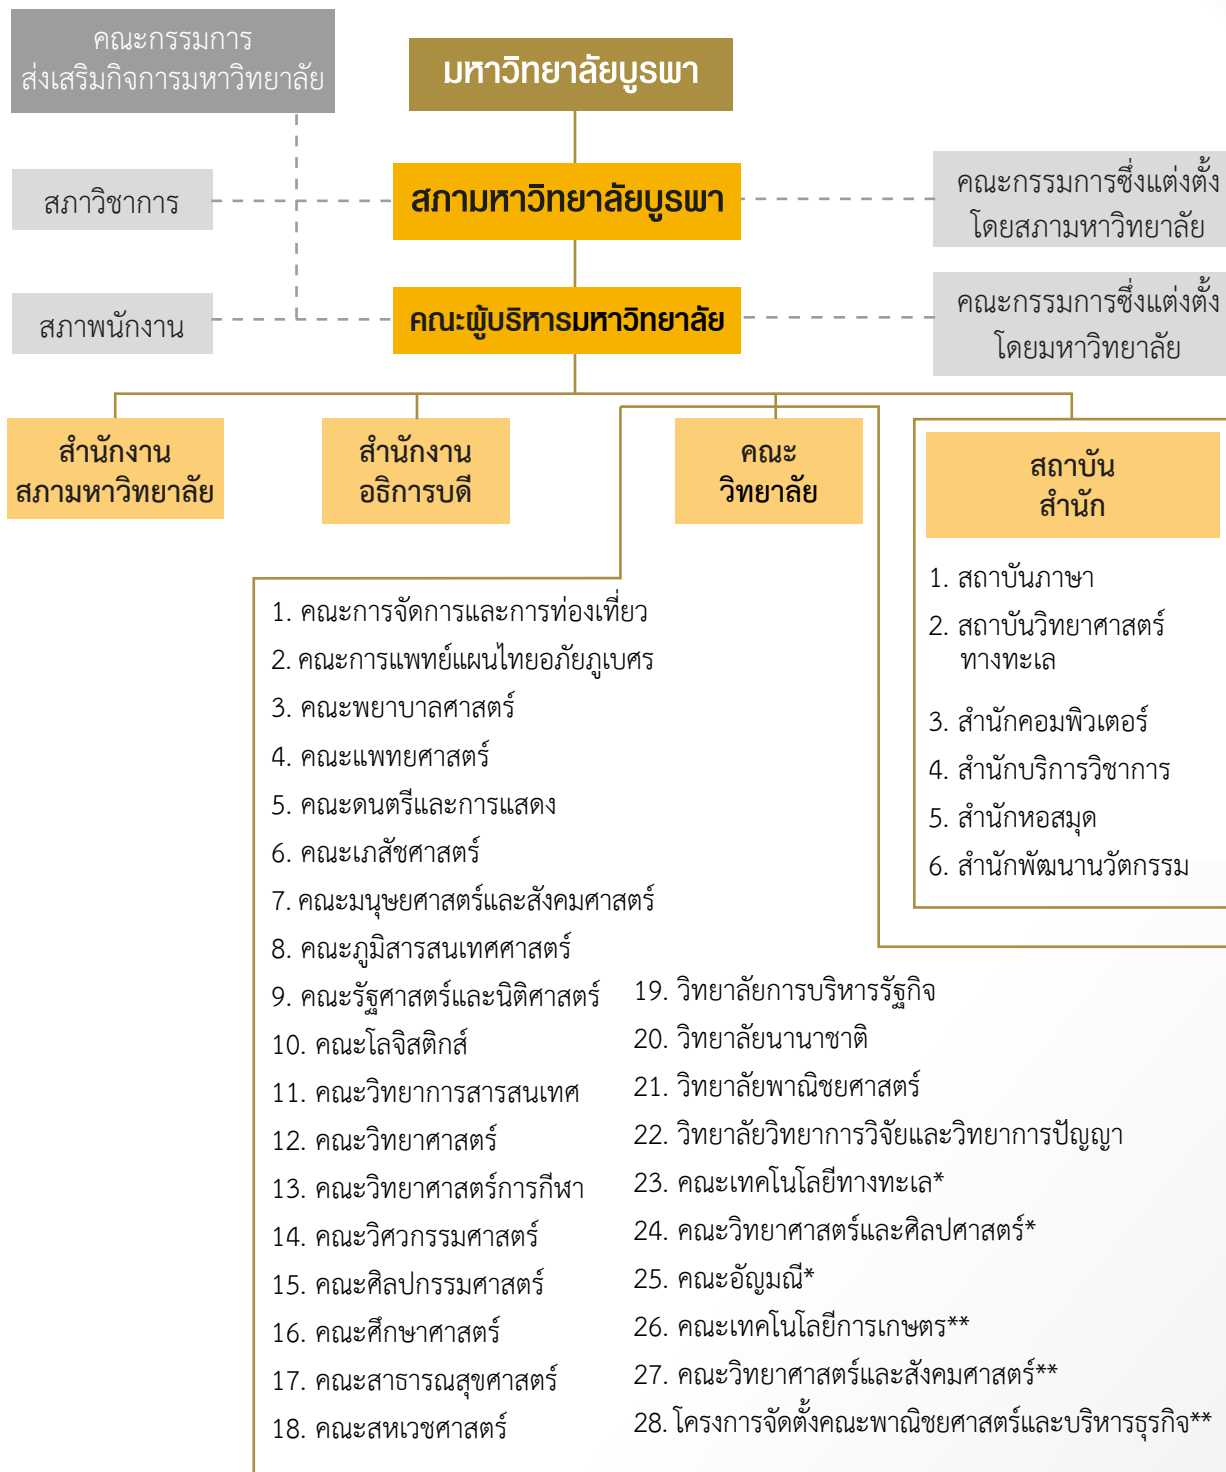 คณะกรรมการ
ส่งเสริมกิจการมหาวิทยาลัย
มหาวิทยาลัยบูรพา
สภาวิชาการ
สภามหาวิทยาลัยบูรพา
คณะกรรมการซึ่งแต่งตั้ง
โดยสภามหาวิทยาลัย
สภาพนักงาน
คณะผู้บริหารมหาวิทยาลัย
คณะกรรมการซึ่งแต่งตั้ง
โดยมหาวิทยาลัย
สำนักงาน
สภามหาวิทยาลัย
สำนักงาน
อธิการบดี
คณะ
วิทยาลัย
สถาบัน
สำนัก
1. สถาบันภาษา
2. สถาบันวิทยาศาสตร์
ทางทะเล
3. สำนักคอมพิวเตอร์
4. สำนักบริการวิชาการ
5. สำนักหอสมุด
6. สำนักพัฒนานวัตกรรม
1. คณะการจัดการและการท่องเที่ยว
2. คณะการแพทย์แผนไทยอภัยภูเบศร
3. คณะพยาบาลศาสตร์
4. คณะแพทยศาสตร์
5. คณะดนตรีและการแสดง
6. คณะเภสัชศาสตร์
7. คณะมนุษยศาสตร์และสังคมศาสตร์
8. คณะภูมิสารสนเทศศาสตร์
9. คณะรัฐศาสตร์และนิติศาสตร์
10. คณะโลจิสติกส์
11. คณะวิทยาการสารสนเทศ
12. คณะวิทยาศาสตร์
13. คณะวิทยาศาสตร์การกีฬา
14. คณะวิศวกรรมศาสตร์
15. คณะศิลปกรรมศาสตร์
16. คณะศึกษาศาสตร์
17. คณะสาธารณสุขศาสตร์
18. คณะสหเวชศาสตร์
19. วิทยาลัยการบริหารรัฐกิจ
20. วิทยาลัยนานาชาติ
21. วิทยาลัยพาณิชยศาสตร์
22. วิทยาลัยวิทยาการวิจัยและวิทยาการปัญญา
23. คณะเทคโนโลยีทางทะเล*
24. คณะวิทยาศาสตร์และศิลปศาสตร์*
25. คณะอัญมณี*
26. คณะเทคโนโลยีการเกษตร**
27. คณะวิทยาศาสตร์และสังคมศาสตร์**
28. โครงการจัดตั้งคณะพาณิชยศาสตร์และบริหารธุรกิจ**